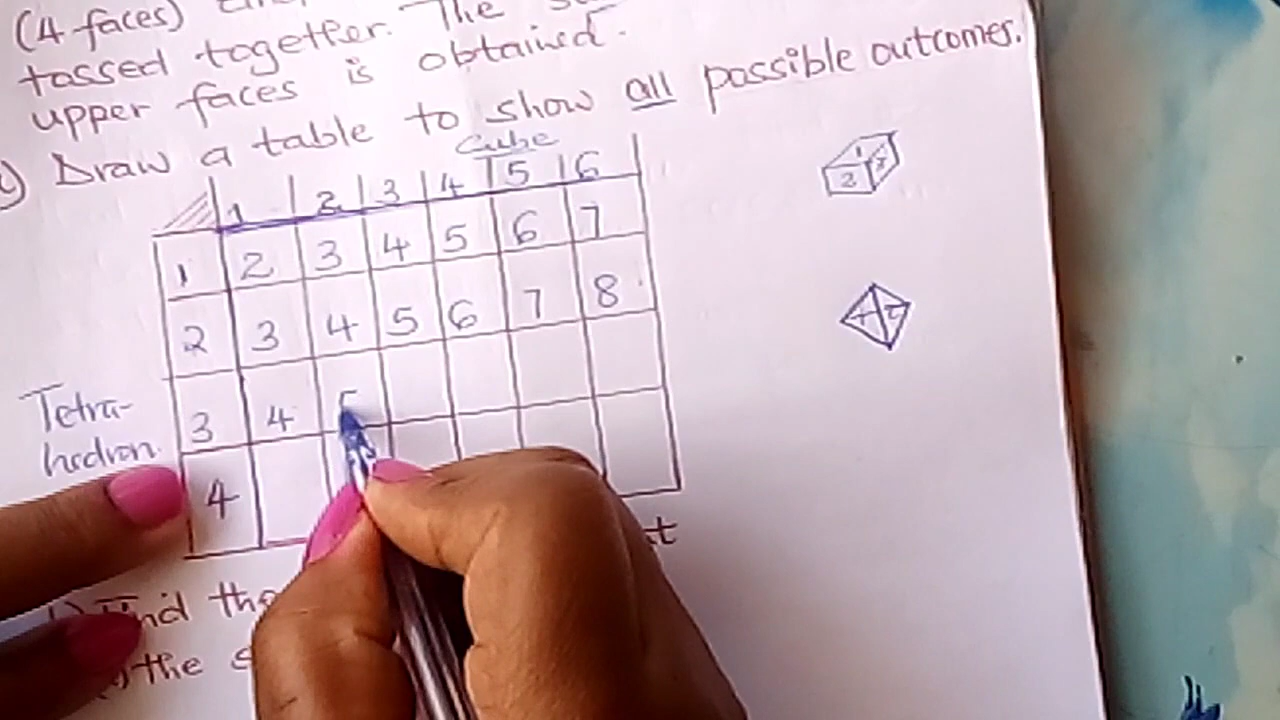 (4 faces)
tossed together. The
upper faces is obtained.
Draw a table to show all possible outcomes.
Cube
1 2 3 4 5 6
1 2 3 4 5 6 7
2 3 4 5 6 7 8
Tetra-
hedron
3 4 5
4
1
2
Find the
the